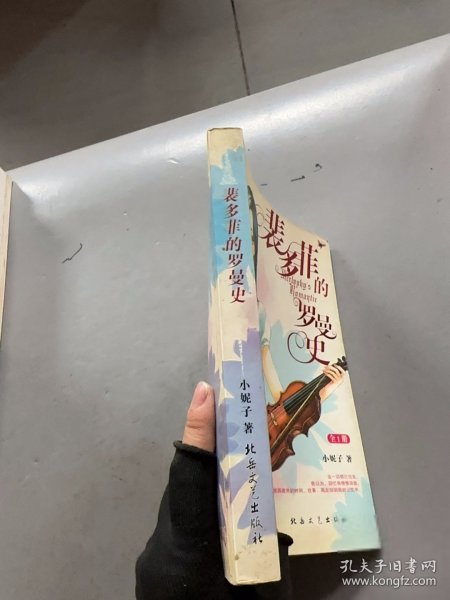 裴多菲的罗曼史
小妮子 著
北岳文艺出版社
裴多菲的
罗曼史
Romantic
全1册
小妮子 著
北岳文艺出版
孔夫子旧书网
www.kongfz.com